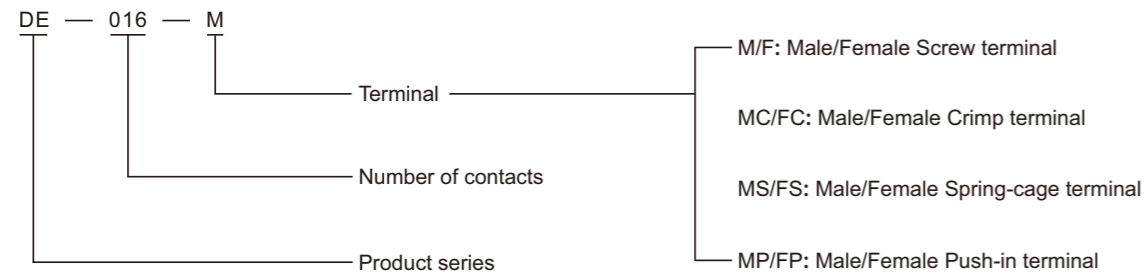 DE — 016 — M
M/F: Male/Female Screw terminal
Terminal
MC/FC: Male/Female Crimp terminal
Number of contacts
MS/FS: Male/Female Spring-cage terminal
Product series
MP/FP: Male/Female Push-in terminal